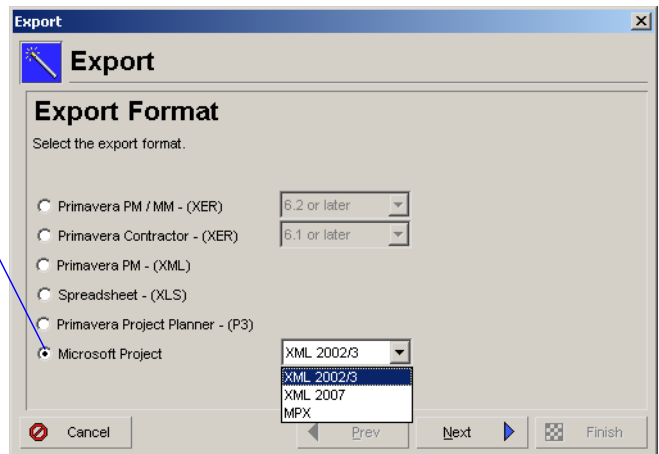 Export
Export
Export Format
Select the export format.
Primavera PM / MM - (XER) 6.2 or later
Primavera Contractor - (XER) 6.1 or later
Primavera PM - (XML)
Spreadsheet - (XLS)
Primavera Project Planner - (P3)
Microsoft Project XML 2002/3
XML 2002/3
XML 2007
MPX
Cancel Prev Next Finish